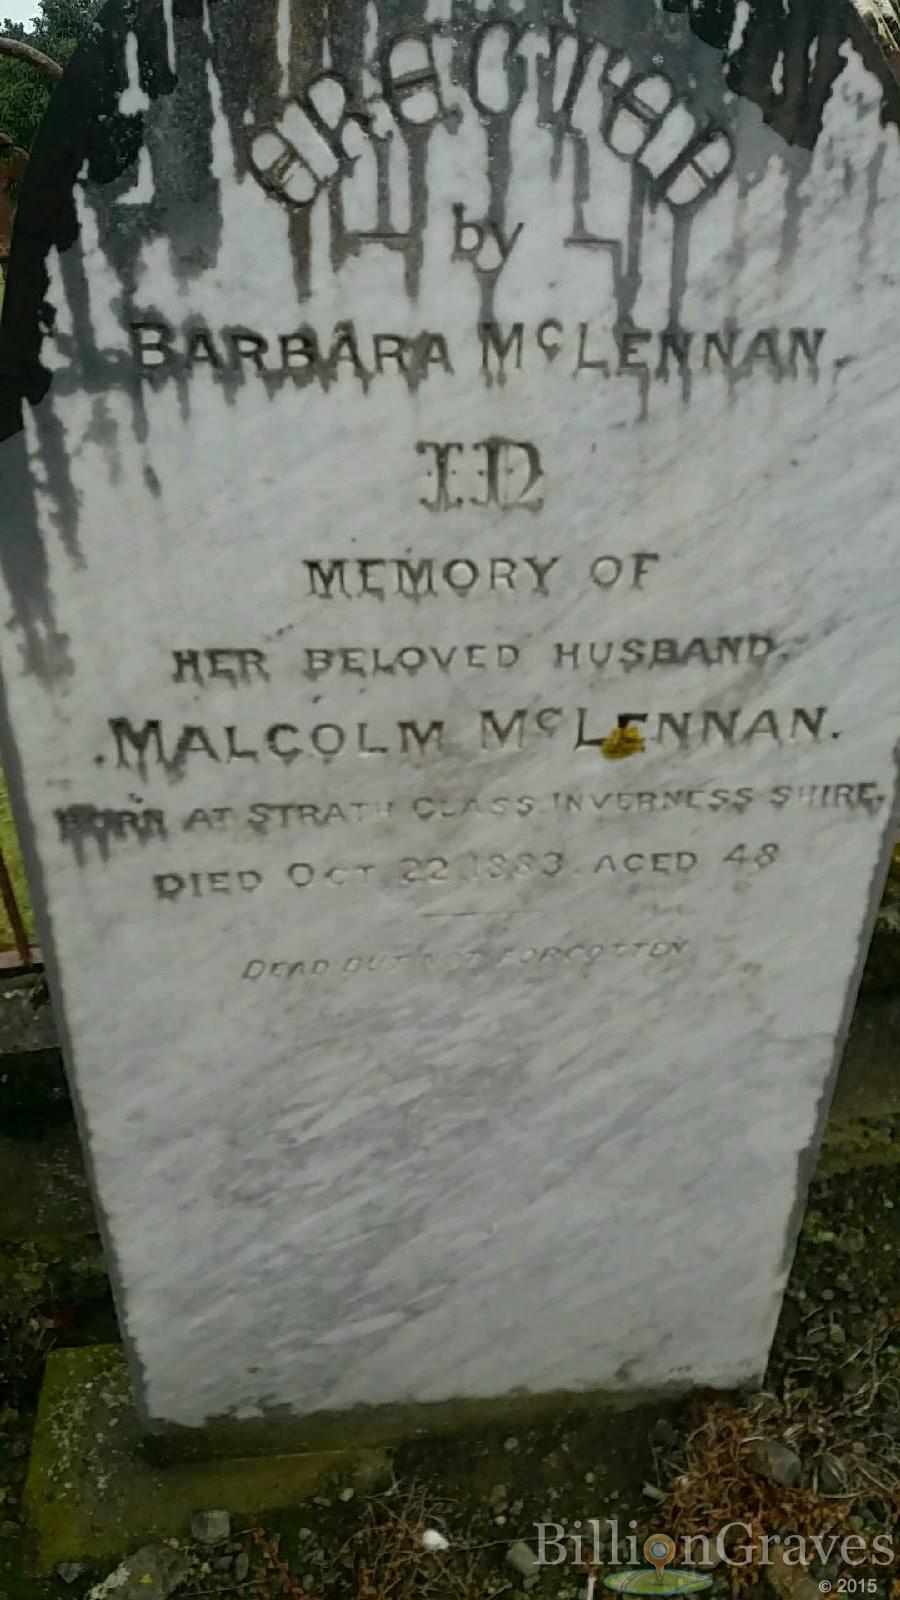 ERECTED
by
BARBARA McLENNAN.
IN
MEMORY OF
HER BELOVED HUSBAND.
MALCOLM McLENNAN.
BORN AT STRATH GLASS INVERNESS SHIRE,
DIED OCT 22 1883. AGED 48
DEAD BUT NOT FORGOTTEN
BillionGraves
© 2015